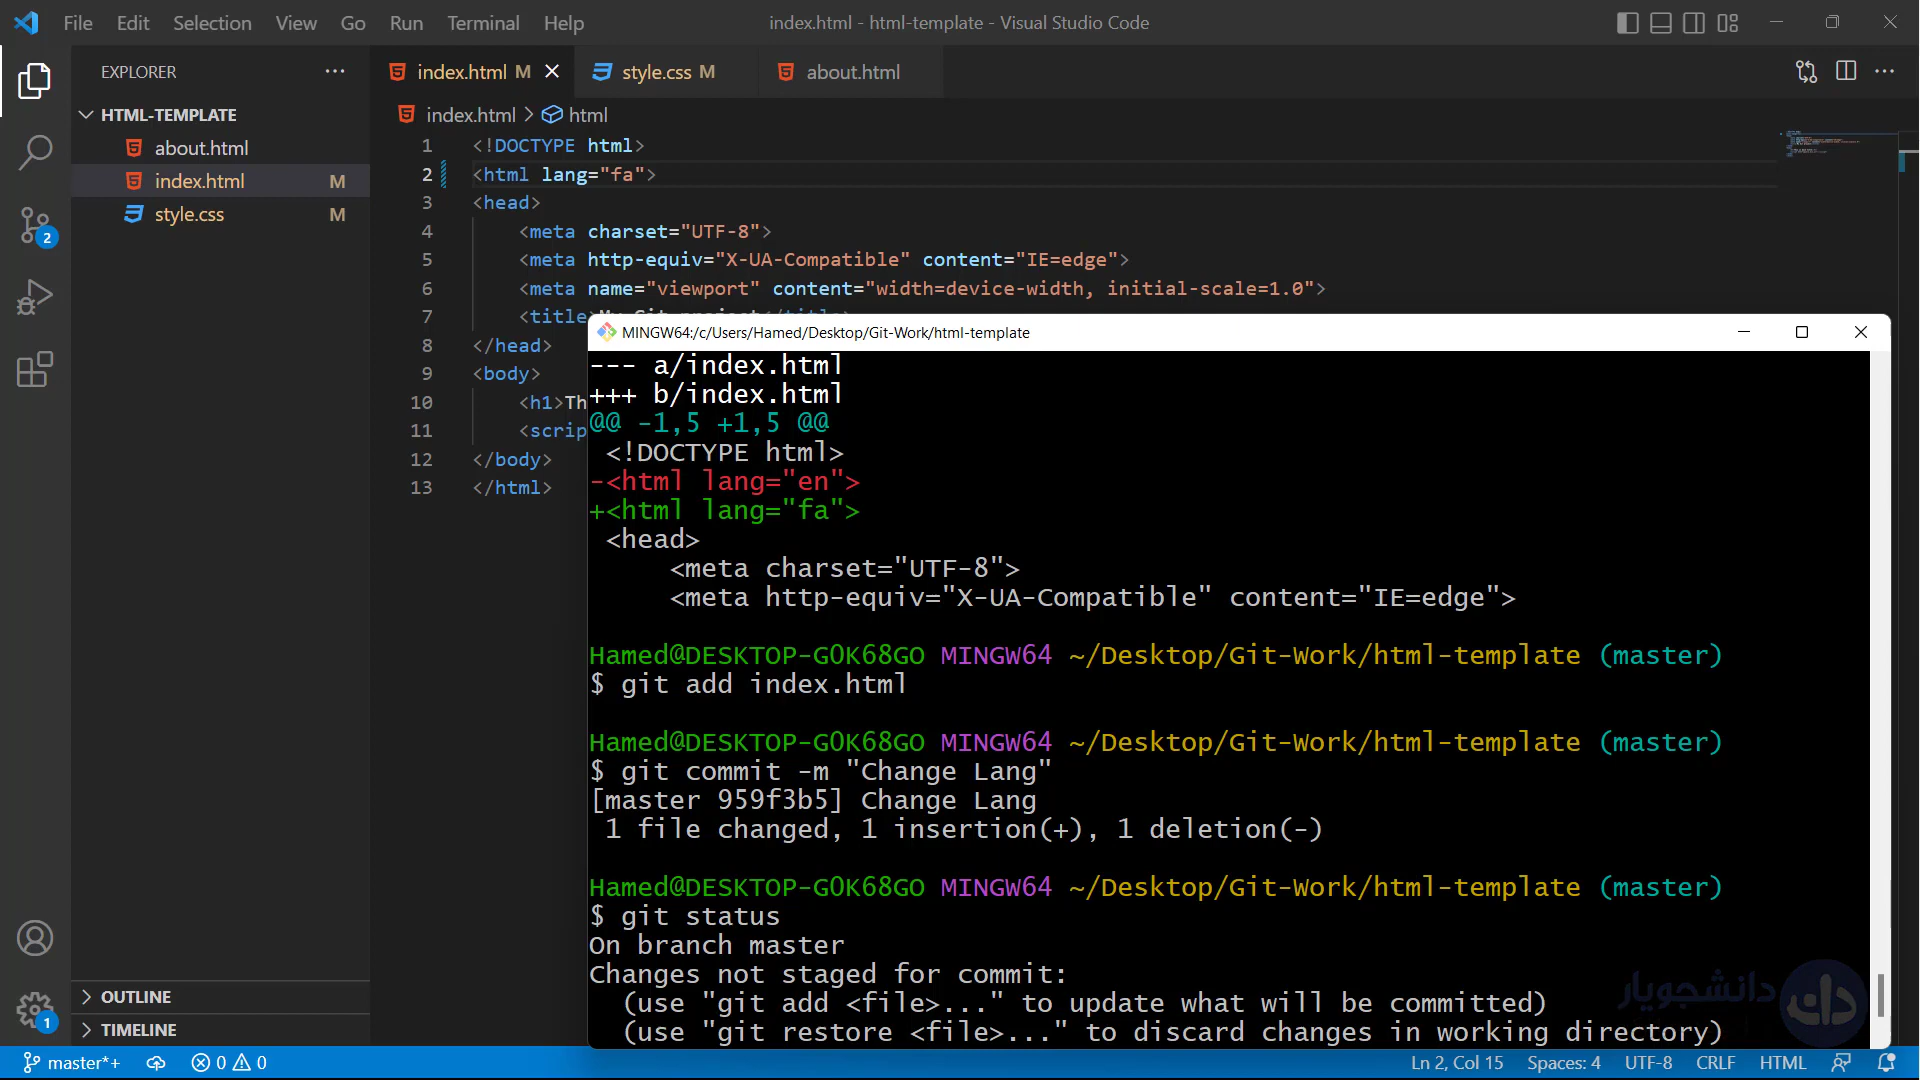 File Edit Selection View Go Run Terminal Help
index.html - html-template - Visual Studio Code
EXPLORER
index.html M
style.css M
about.html
HTML-TEMPLATE
about.html
index.html M
style.css M
2
index.html > html
1 <!DOCTYPE html>
2 <html lang="fa">
3 <head>
4 <meta charset="UTF-8">
5 <meta http-equiv="X-UA-Compatible" content="IE=edge">
6 <meta name="viewport" content="width=device-width, initial-scale=1.0">
7 <title>My Git project</title>
8 </head>
9 <body>
10 <h1>Th
11 <scrip
12 </body>
13 </html>
MINGW64:/c/Users/Hamed/Desktop/Git-Work/html-template
--- a/index.html
+++ b/index.html
@@ -1,5 +1,5 @@
<!DOCTYPE html>
-<html lang="en">
+<html lang="fa">
<head>
<meta charset="UTF-8">
<meta http-equiv="X-UA-Compatible" content="IE=edge">
Hamed@DESKTOP-G0K68GO MINGW64 ~/Desktop/Git-Work/html-template (master)
$ git add index.html
Hamed@DESKTOP-G0K68GO MINGW64 ~/Desktop/Git-Work/html-template (master)
$ git commit -m "Change Lang"
[master 959f3b5] Change Lang
1 file changed, 1 insertion(+), 1 deletion(-)
Hamed@DESKTOP-G0K68GO MINGW64 ~/Desktop/Git-Work/html-template (master)
$ git status
On branch master
Changes not staged for commit:
(use "git add <file>..." to update what will be committed)
(use "git restore <file>..." to discard changes in working directory)
دانشجویار
دان
OUTLINE
TIMELINE
1
master*+
0 0
Ln 2, Col 15 Spaces: 4 UTF-8 CRLF HTML